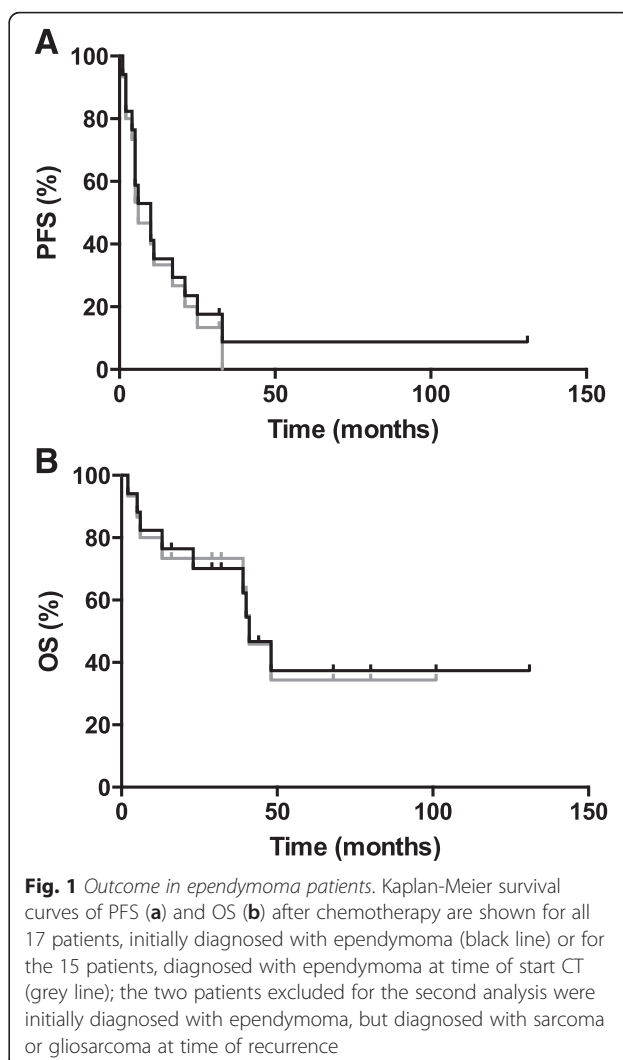 A
100
80
60
40
20
0
PFS (%)
0 50 100 150
Time (months)
B
100
80
60
40
20
0
OS (%)
0 50 100 150
Time (months)
Fig. 1 Outcome in ependymoma patients. Kaplan-Meier survival
curves of PFS (a) and OS (b) after chemotherapy are shown for all
17 patients, initially diagnosed with ependymoma (black line) or for
the 15 patients, diagnosed with ependymoma at time of start CT
(grey line); the two patients excluded for the second analysis were
initially diagnosed with ependymoma, but diagnosed with sarcoma
or gliosarcoma at time of recurrence